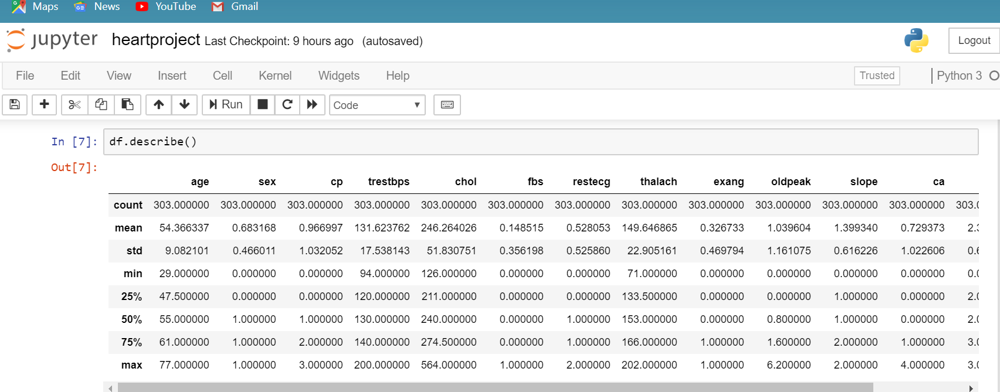 Maps News YouTube Gmail
jupyter heartproject Last Checkpoint: 9 hours ago (autosaved) Logout
File Edit View Insert Cell Kernel Widgets Help Trusted Python 3
Run Code
In [7]: df.describe()
Out[7]:
age sex cp trestbps chol fbs restecg thalach exang oldpeak slope ca
count 303.000000 303.000000 303.000000 303.000000 303.000000 303.000000 303.000000 303.000000 303.000000 303.000000 303.000000 303.000000 303.0
mean 54.366337 0.683168 0.966997 131.623762 246.264026 0.148515 0.528053 149.646865 0.326733 1.039604 1.399340 0.729373 2.3
std 9.082101 0.466011 1.032052 17.538143 51.830751 0.356198 0.525860 22.905161 0.469794 1.161075 0.616226 1.022606 0.6
min 29.000000 0.000000 0.000000 94.000000 126.000000 0.000000 0.000000 71.000000 0.000000 0.000000 0.000000 0.000000 0.0
25% 47.500000 0.000000 0.000000 120.000000 211.000000 0.000000 0.000000 133.500000 0.000000 0.000000 1.000000 0.000000 2.0
50% 55.000000 1.000000 1.000000 130.000000 240.000000 0.000000 1.000000 153.000000 0.000000 0.800000 1.000000 0.000000 2.0
75% 61.000000 1.000000 2.000000 140.000000 274.500000 0.000000 1.000000 166.000000 1.000000 1.600000 2.000000 1.000000 3.0
max 77.000000 1.000000 3.000000 200.000000 564.000000 1.000000 2.000000 202.000000 1.000000 6.200000 2.000000 4.000000 3.0